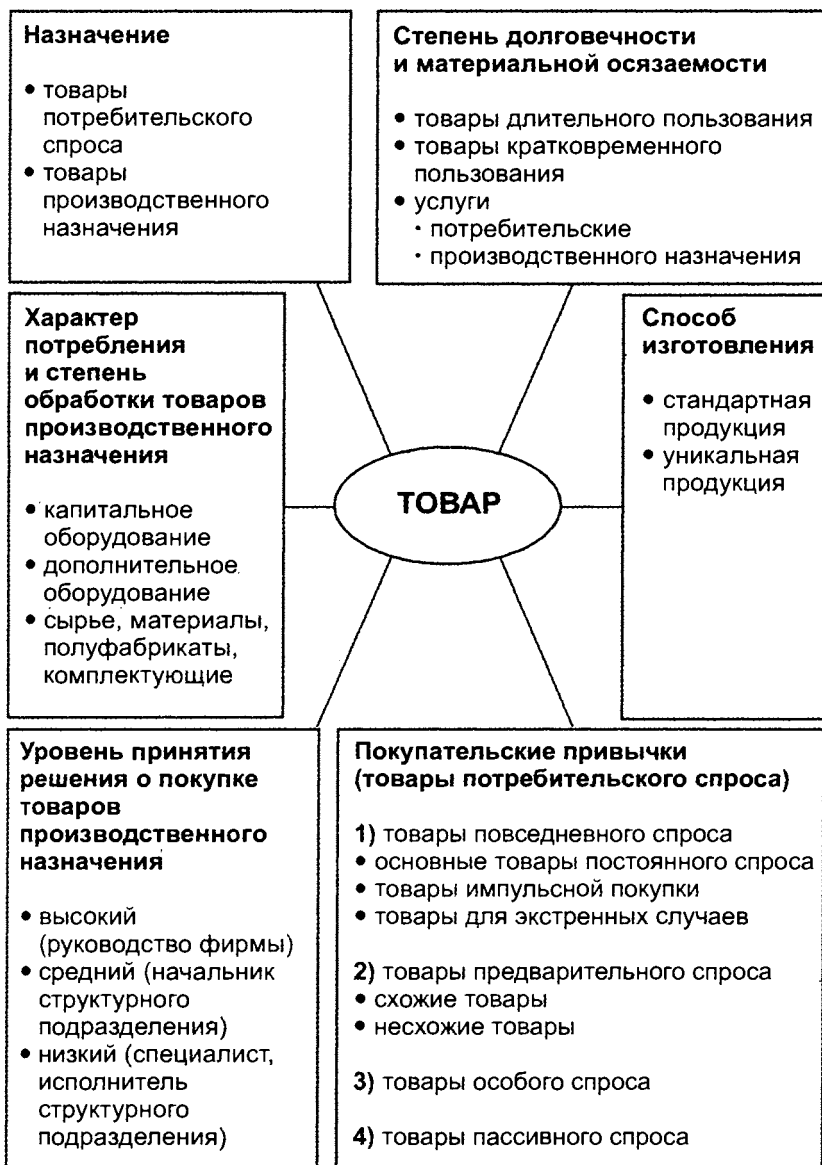 Назначение
• товары
потребительского
спроса
• товары
производственного
назначения
Степень долговечности
и материальной осязаемости
• товары длительного пользования
• товары кратковременного
пользования
• услуги
· потребительские
· производственного назначения
Характер
потребления
и степень
обработки товаров
производственного
назначения
• капитальное
оборудование
• дополнительное
оборудование
• сырье, материалы,
полуфабрикаты,
комплектующие
ТОВАР
Способ
изготовления
• стандартная
продукция
• уникальная
продукция
Уровень принятия
решения о покупке
товаров
производственного
назначения
• высокий
(руководство фирмы)
• средний (начальник
структурного
подразделения)
• низкий (специалист,
исполнитель
структурного
подразделения)
Покупательские привычки
(товары потребительского спроса)
1) товары повседневного спроса
• основные товары постоянного спроса
• товары импульсной покупки
• товары для экстренных случаев
2) товары предварительного спроса
• схожие товары
• несхожие товары
3) товары особого спроса
4) товары пассивного спроса